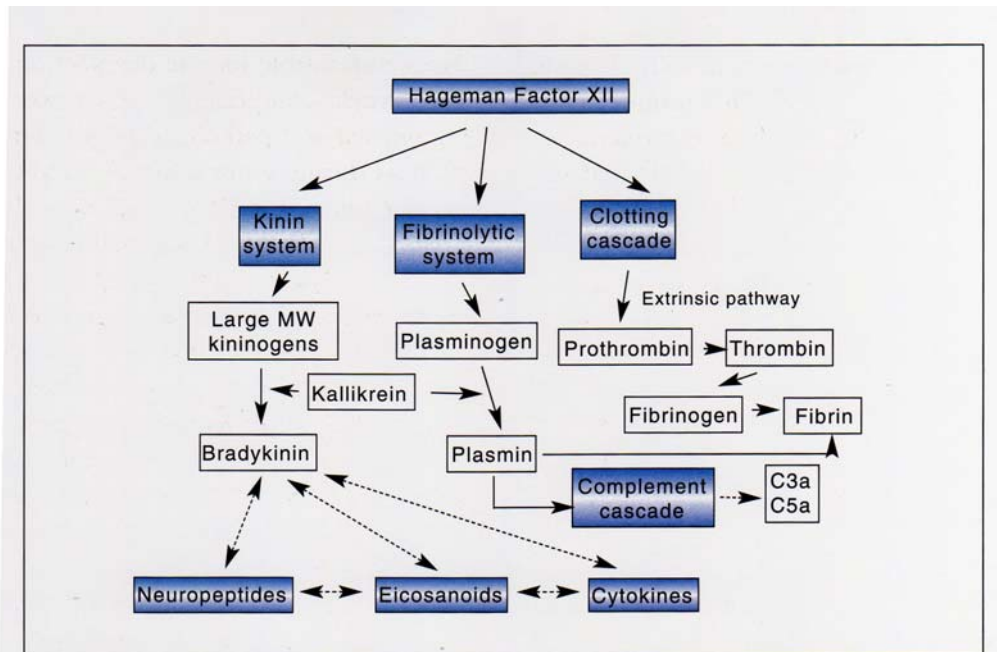 Hageman Factor XII
Kinin
system
Fibrinolytic
system
Clotting
cascade
Extrinsic pathway
Large MW
kininogens
Plasminogen
Prothrombin
Thrombin
Kallikrein
Fibrinogen
Fibrin
Bradykinin
Plasmin
Complement
cascade
C3a
C5a
Neuropeptides
Eicosanoids
Cytokines